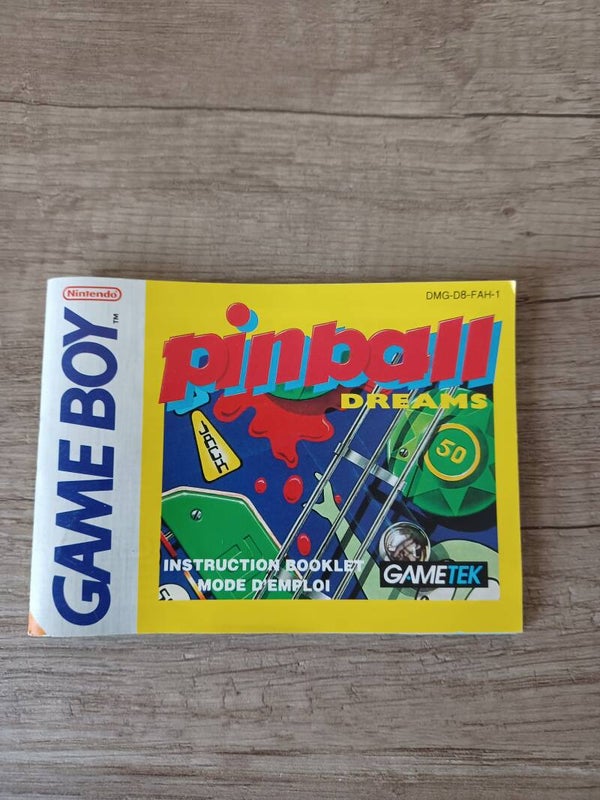 Nintendo
GAME BOY™
DMG-D8-FAH-1
pinball
DREAMS
50
INSTRUCTION BOOKLET
MODE D'EMPLOI
GAMETEK